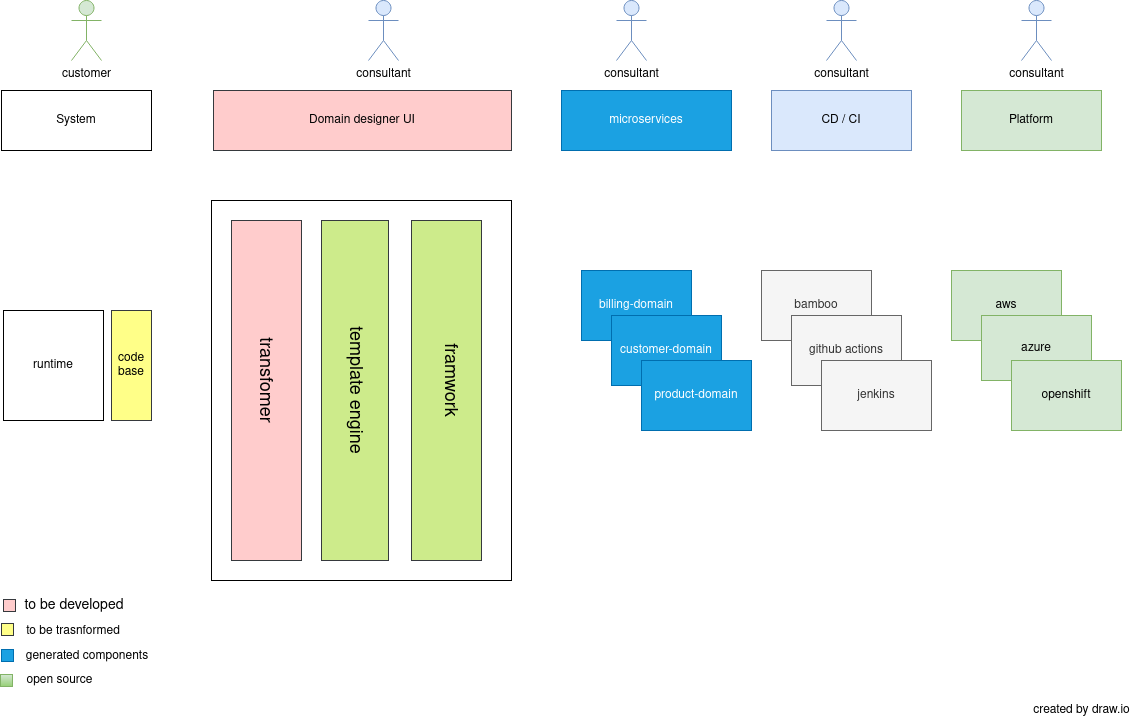 customer
consultant
consultant
consultant
consultant
System
Domain designer UI
microservices
CD / CI
Platform
runtime
code
base
transfomer
template engine
framwork
billing-domain
customer-domain
product-domain
bamboo
github actions
jenkins
aws
azure
openshift
to be developed
to be trasnformed
generated components
open source
created by draw.io